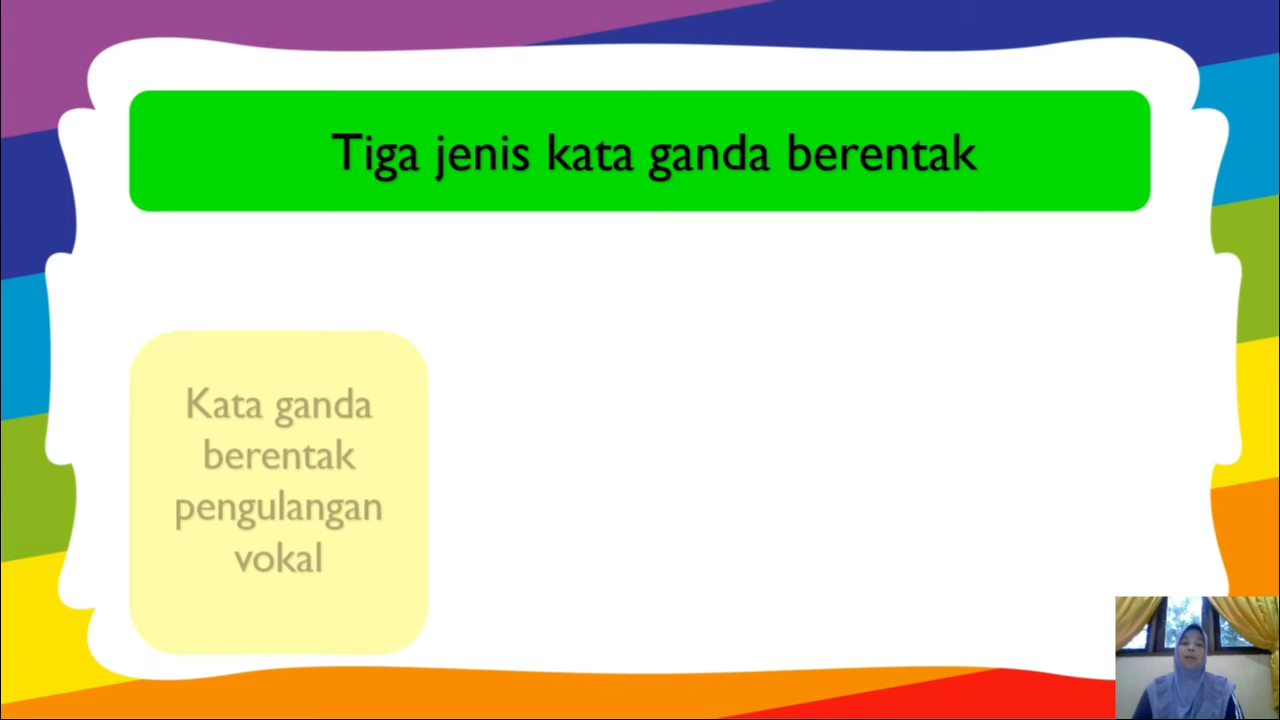 Tiga jenis kata ganda berentak
Kata ganda
berentak
pengulangan
vokal